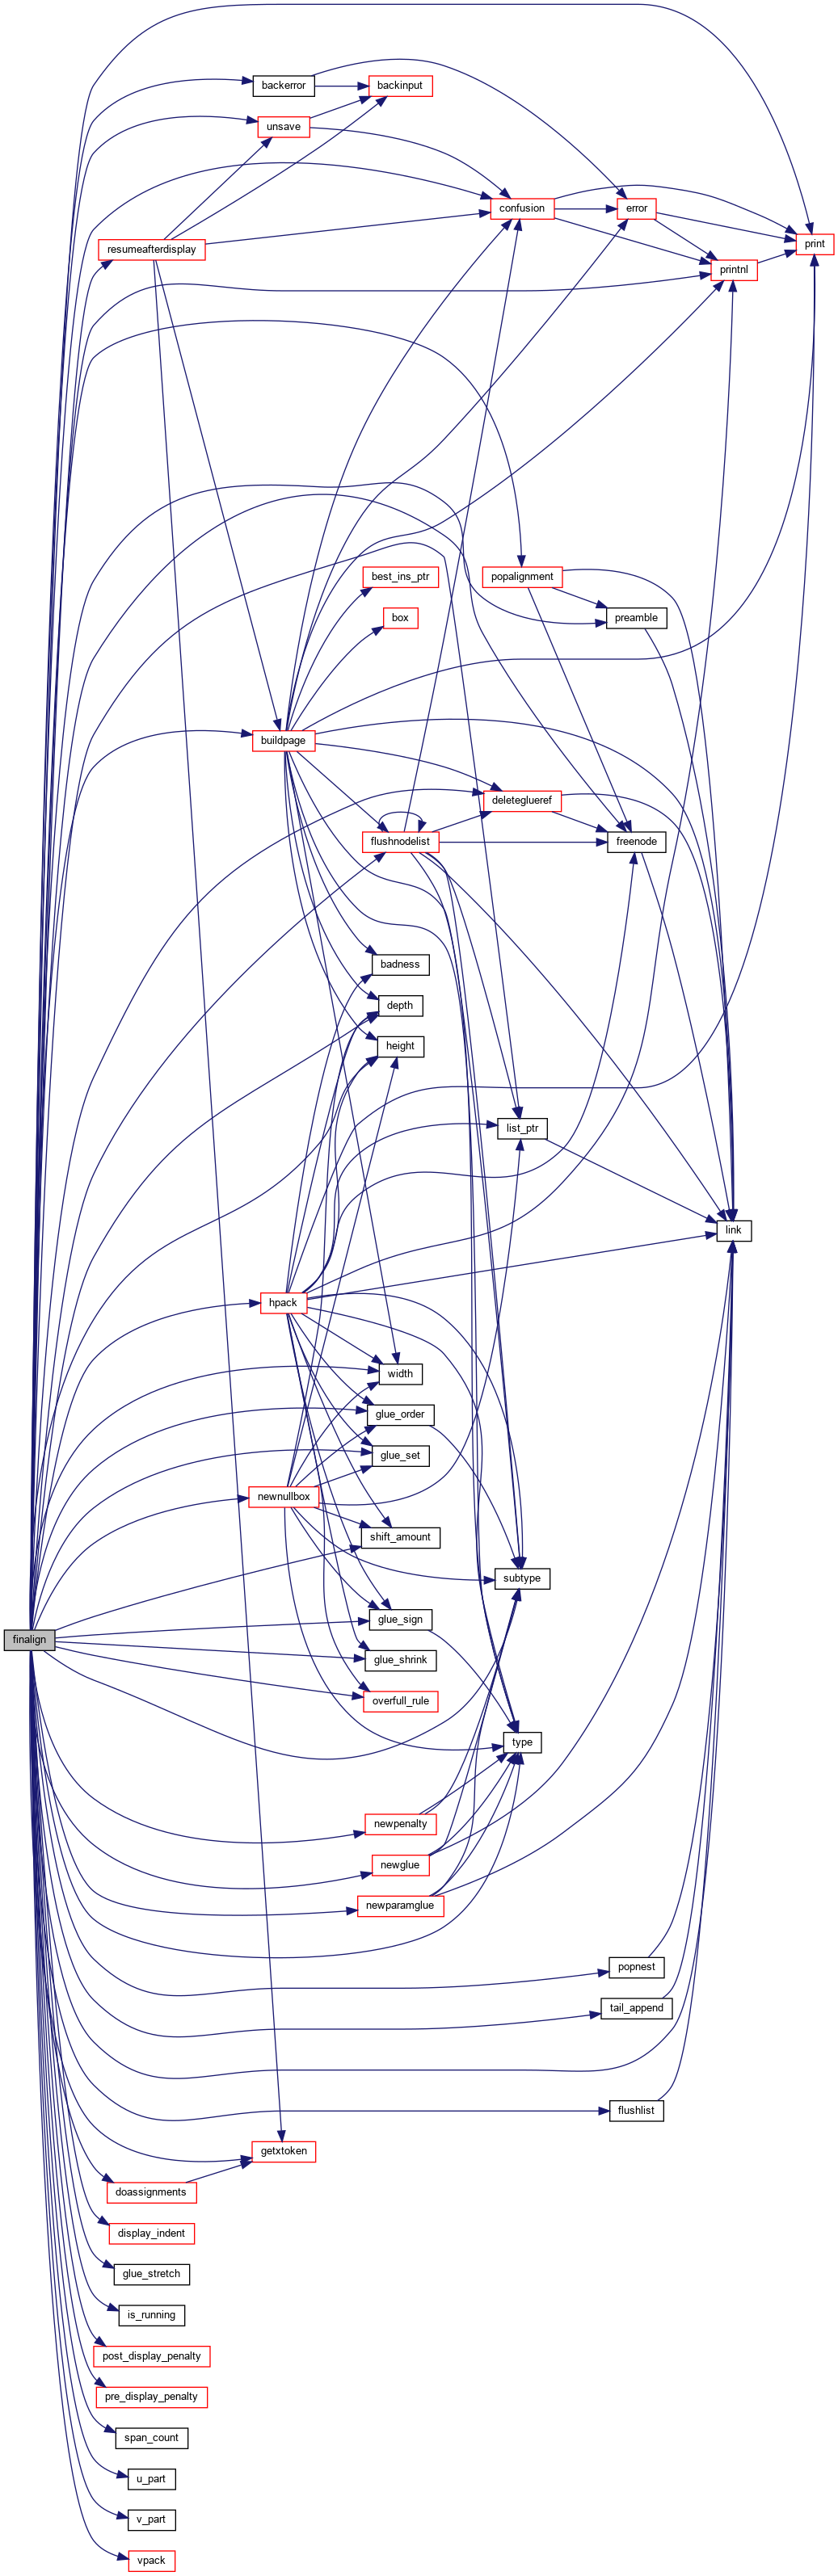 backerror
backinput
unsave
confusion
error
print
resumeafterdisplay
printnl
best_ins_ptr
popalignment
box
preamble
buildpage
deleteglueref
flushnodelist
freenode
badness
depth
height
list_ptr
link
hpack
width
glue_order
glue_set
newnullbox
shift_amount
subtype
glue_sign
finalign
glue_shrink
overfull_rule
type
newpenalty
newglue
newparamglue
popnest
tail_append
flushlist
getxtoken
doassignments
display_indent
glue_stretch
is_running
post_display_penalty
pre_display_penalty
span_count
u_part
v_part
vpack